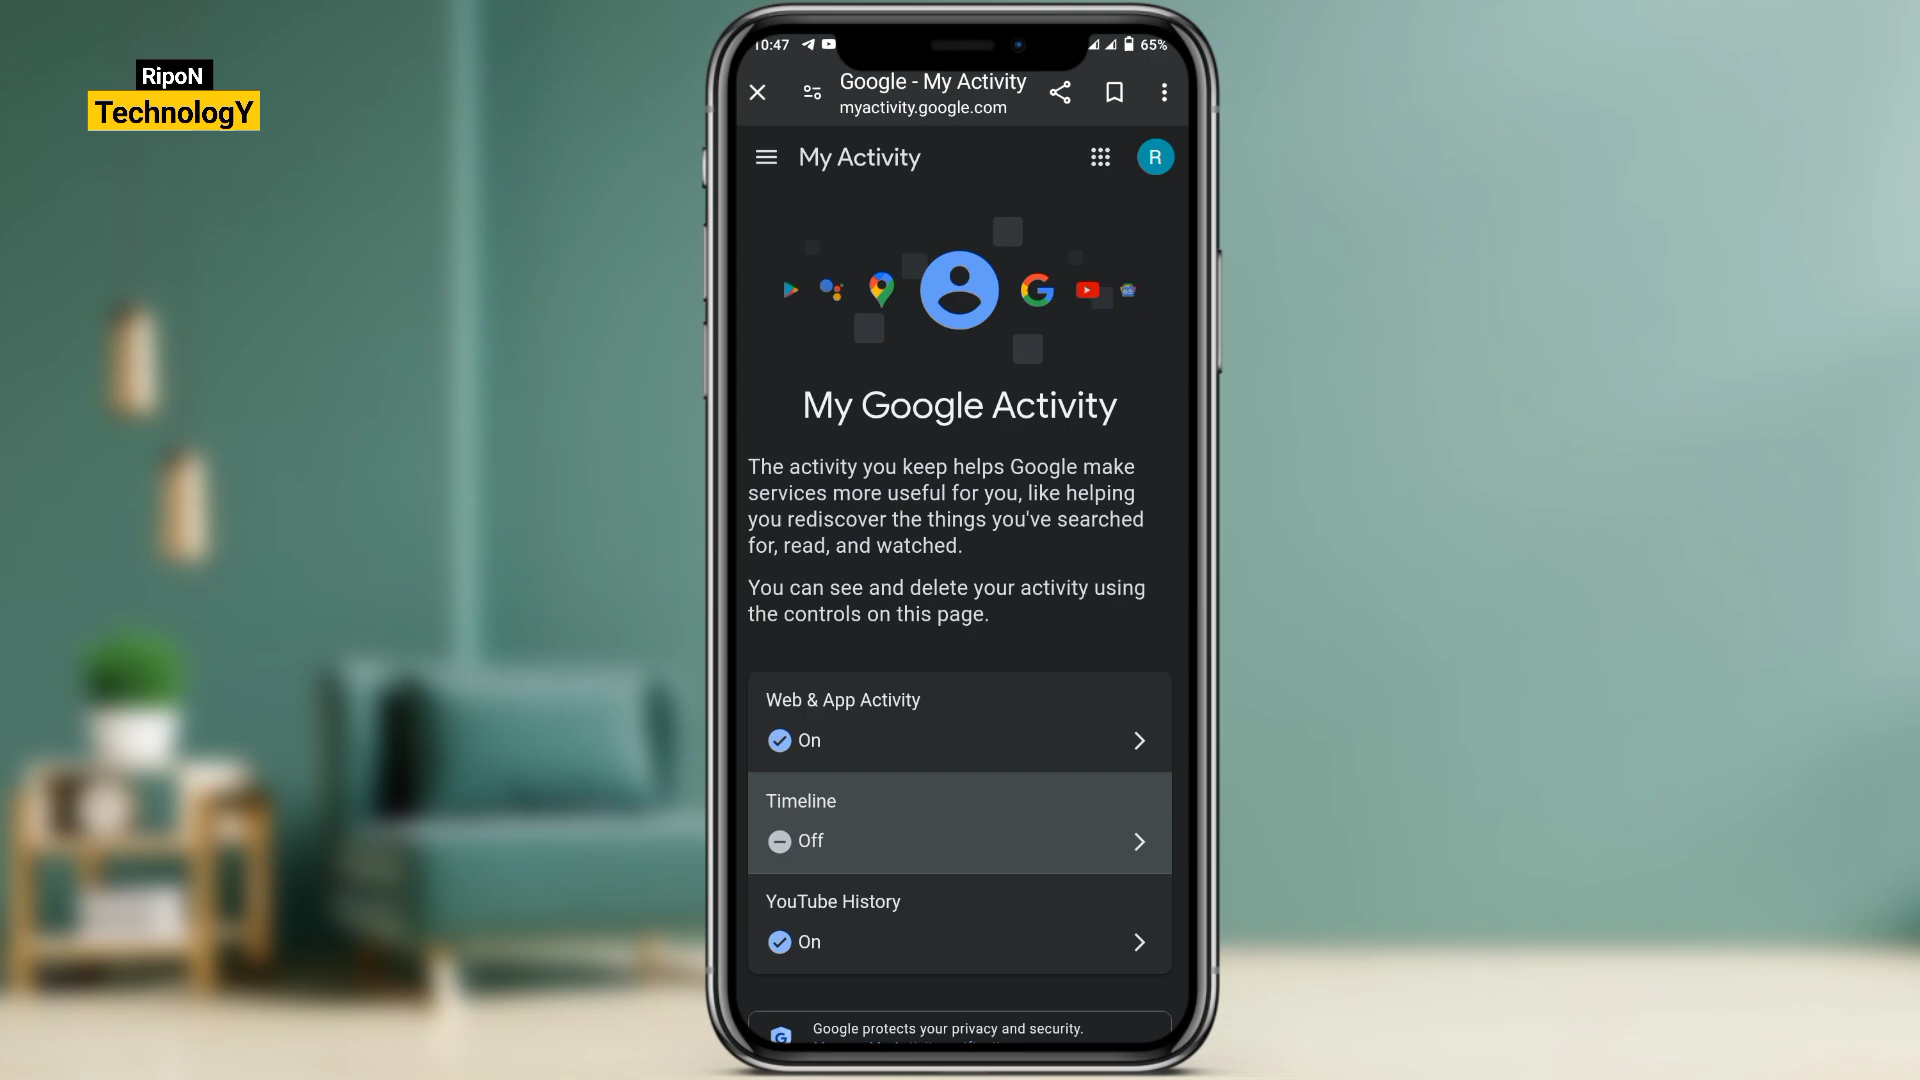 RipoN
TechnologY
10:47
65%
Google - My Activity
myactivity.google.com
My Activity
R
My Google Activity
The activity you keep helps Google make
services more useful for you, like helping
you rediscover the things you've searched
for, read, and watched.
You can see and delete your activity using
the controls on this page.
Web & App Activity
On
Timeline
Off
YouTube History
On
Google protects your privacy and security.